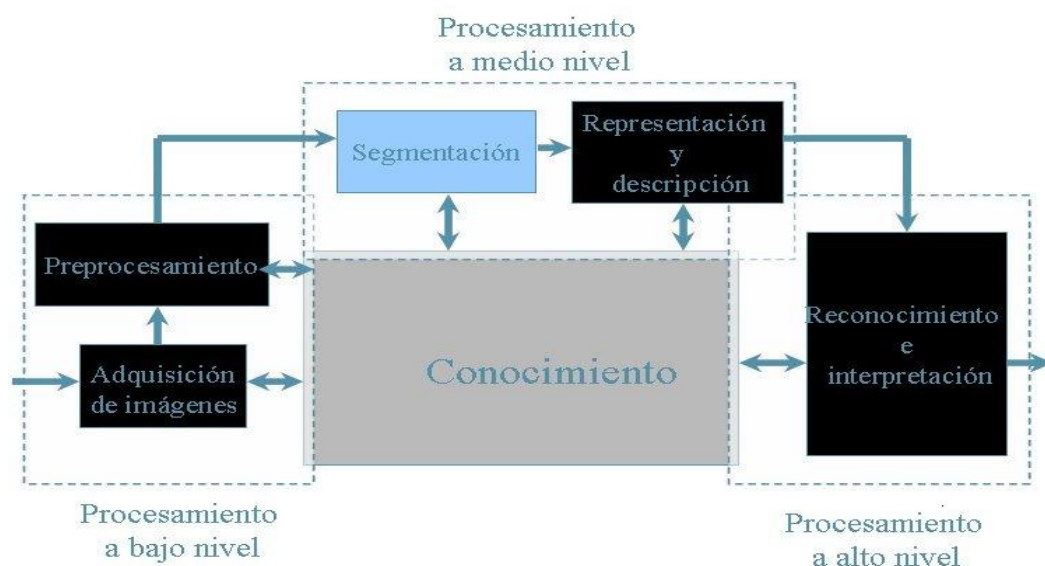 Procesamiento
a medio nivel
Segmentación
Representación
y
descripción
Preprocesamiento
Adquisición
de imágenes
Conocimiento
Reconocimiento
e
interpretación
Procesamiento
a bajo nivel
Procesamiento
a alto nivel